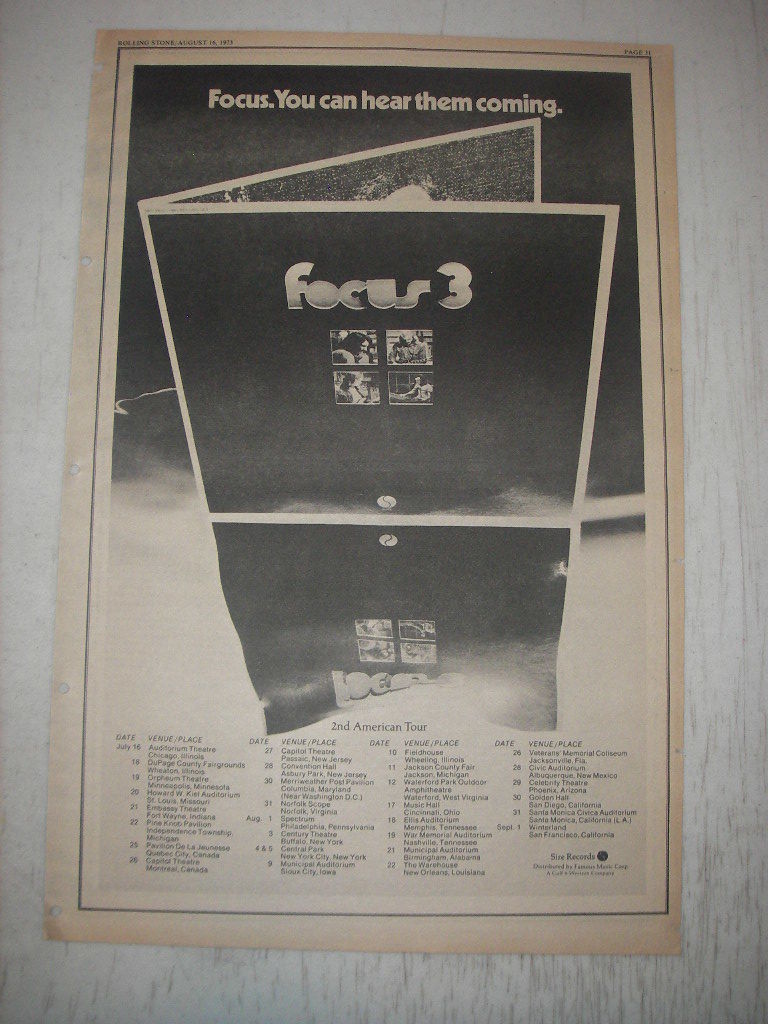 ROLLING STONE/AUGUST 16, 1973
PAGE 31
Focus. You can hear them coming.
focus 3
2nd American Tour
DATE VENUE/PLACE
July 16 Auditorium Theatre
Chicago, Illinois
18 DuPage County Fairgrounds
Wheaton, Illinois
19 Orpheum Theatre
Minneapolis, Minnesota
20 Howard W. Kiel Auditorium
St. Louis, Missouri
21 Embassy Theatre
Fort Wayne, Indiana
22 Pine Knob Pavilion
Independence Township,
Michigan
25 Pavillon De La Jeunesse
Quebec City, Canada
26 Capitol Theatre
Montreal, Canada
DATE VENUE/PLACE
27 Capitol Theatre
Passaic, New Jersey
28 Convention Hall
Asbury Park, New Jersey
30 Merriweather Post Pavilion
Columbia, Maryland
(Near Washington D.C.)
31 Norfolk Scope
Norfolk, Virginia
Aug. 1 Spectrum
Philadelphia, Pennsylvania
3 Century Theatre
Buffalo, New York
4 & 5 Central Park
New York City, New York
9 Municipal Auditorium
Sioux City, Iowa
DATE VENUE/PLACE
10 Fieldhouse
Wheeling, Illinois
11 Jackson County Fair
Jackson, Michigan
12 Waterford Park Outdoor
Amphitheatre
Waterford, West Virginia
17 Music Hall
Cincinnati, Ohio
18 Ellis Auditorium
Memphis, Tennessee
19 War Memorial Auditorium
Nashville, Tennessee
21 Municipal Auditorium
Birmingham, Alabama
22 The Warehouse
New Orleans, Louisiana
DATE VENUE/PLACE
26 Veterans' Memorial Coliseum
Jacksonville, Fla.
28 Civic Auditorium
Albuquerque, New Mexico
29 Celebrity Theatre
Phoenix, Arizona
30 Golden Hall
San Diego, California
31 Santa Monica Civica Auditorium
Santa Monica, California (L.A.)
Sept. 1 Winterland
San Francisco, California
Sire Records
Distributed by Famous Music Corp.
A Gulf + Western Company